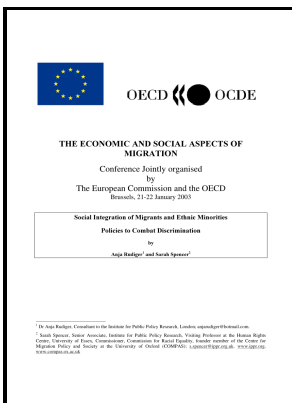 OECD OCDE
THE ECONOMIC AND SOCIAL ASPECTS OF
MIGRATION
Conference Jointly organised
by
The European Commission and the OECD
Brussels, 21-22 January 2003
Social Integration of Migrants and Ethnic Minorities
Policies to Combat Discrimination
by
Anja Rudiger¹ and Sarah Spencer²
¹ Dr Anja Rudiger, Consultant to the Institute for Public Policy Research, London; anjarudiger@hotmail.com.
² Sarah Spencer, Senior Associate, Institute for Public Policy Research, Visiting Professor at the Human Rights
Centre, University of Essex, Commissioner, Commission for Racial Equality, founder member of the Centre for
Migration Policy and Society at the University of Oxford (COMPAS); s.spencer@ippr.org.uk, www.ippr.org,
www.compas.ox.ac.uk